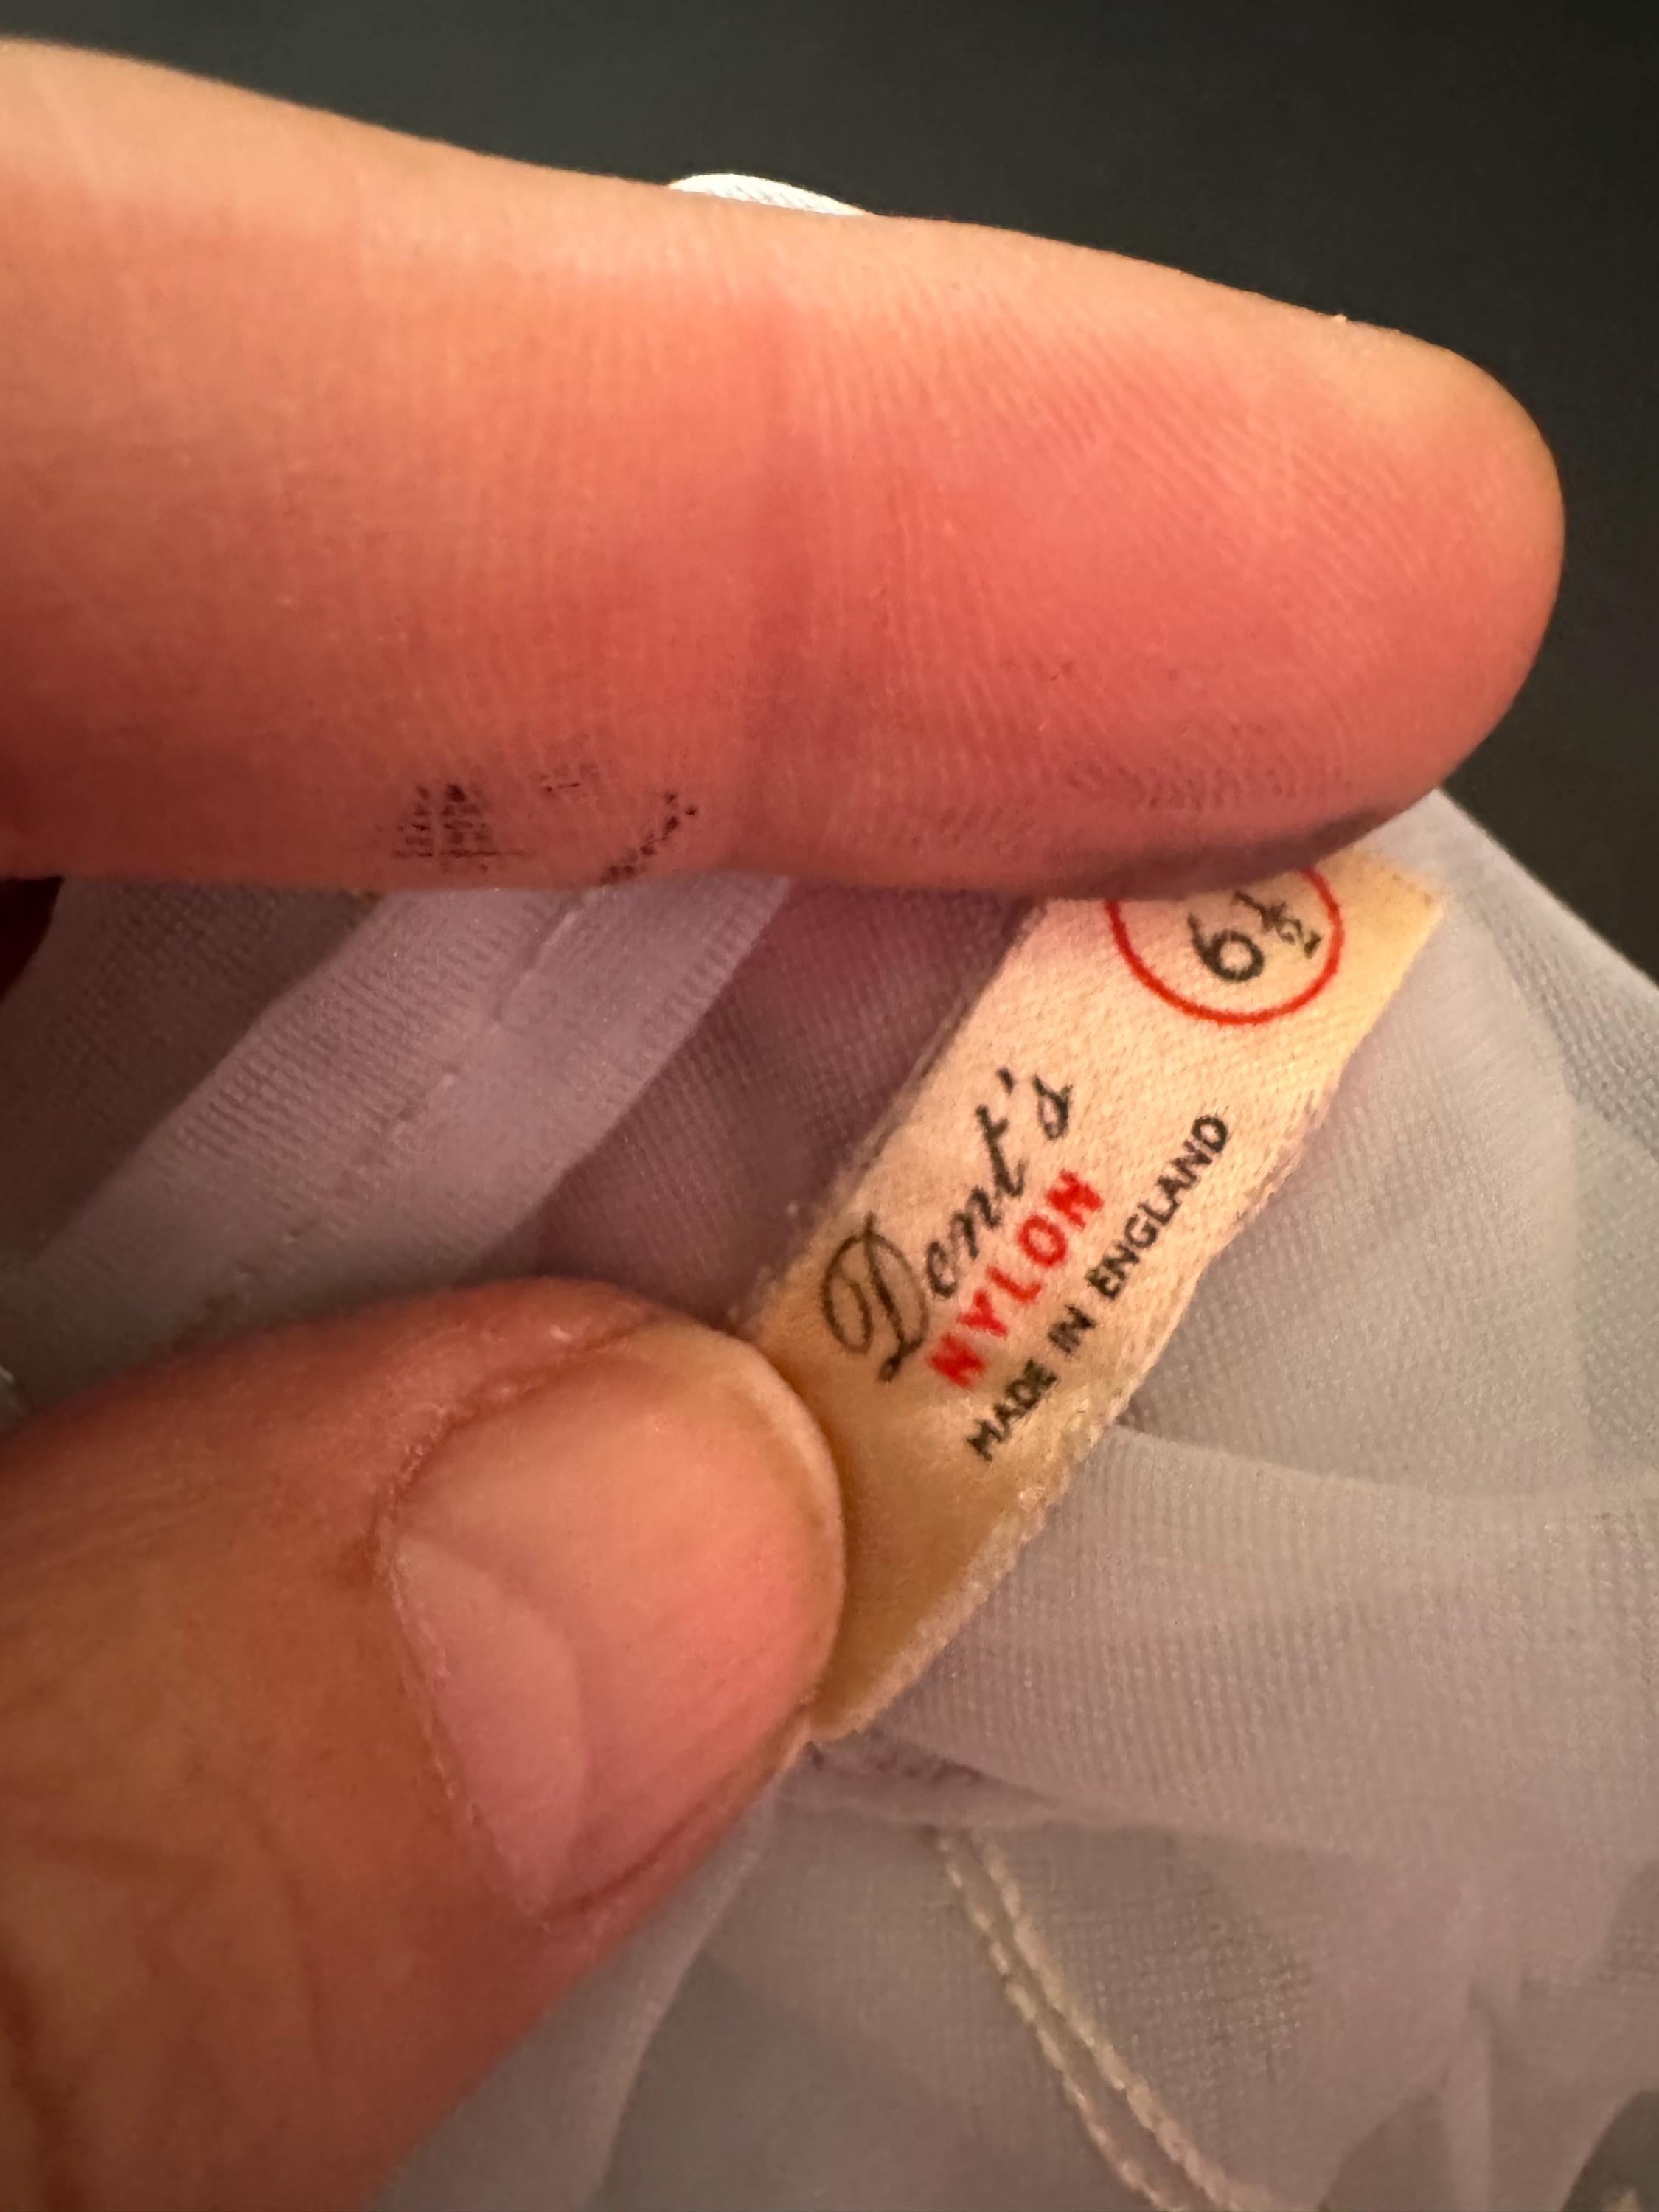 6½
Dent's
NYLON
MADE IN ENGLAND